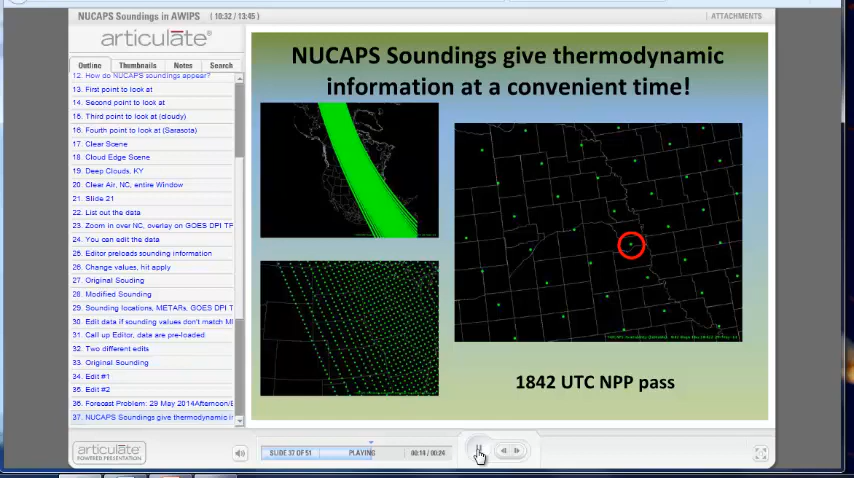 NUCAPS Soundings in AWIPS (10:32 / 13:45)
ATTACHMENTS
articulate®
Outline Thumbnails Notes Search
12. How do NUCAPS soundings appear?
13. First point to look at
14. Second point to look at
15. Third point to look at (cloudy)
16. Fourth point to look at (Sarasota)
17. Clear Scene
18. Cloud Edge Scene
19. Deep Clouds, KY
20. Clear Air, NC, entire Window
21. Slide 21
22. List out the data
23. Zoom in over NC, overlay on GOES DPI TF
24. You can edit the data
25. Editor preloads sounding information
26. Change values, hit apply
27. Original Souding
28. Modified Sounding
29. Sounding locations, METARs, GOES DPI T
30. Edit data if sounding values don't match M
31. Call up Editor, data are pre-loaded
32. Two different edits
33. Original Sounding
34. Edit #1
35. Edit #2
36. Forecast Problem: 29 May 2014Afternoon/E
37. NUCAPS Soundings give thermodynamic in
NUCAPS Soundings give thermodynamic
information at a convenient time!
1842 UTC NPP pass
articulate®
POWERED PRESENTATION
SLIDE 37 OF 51 PLAYING 00:14 / 00:24